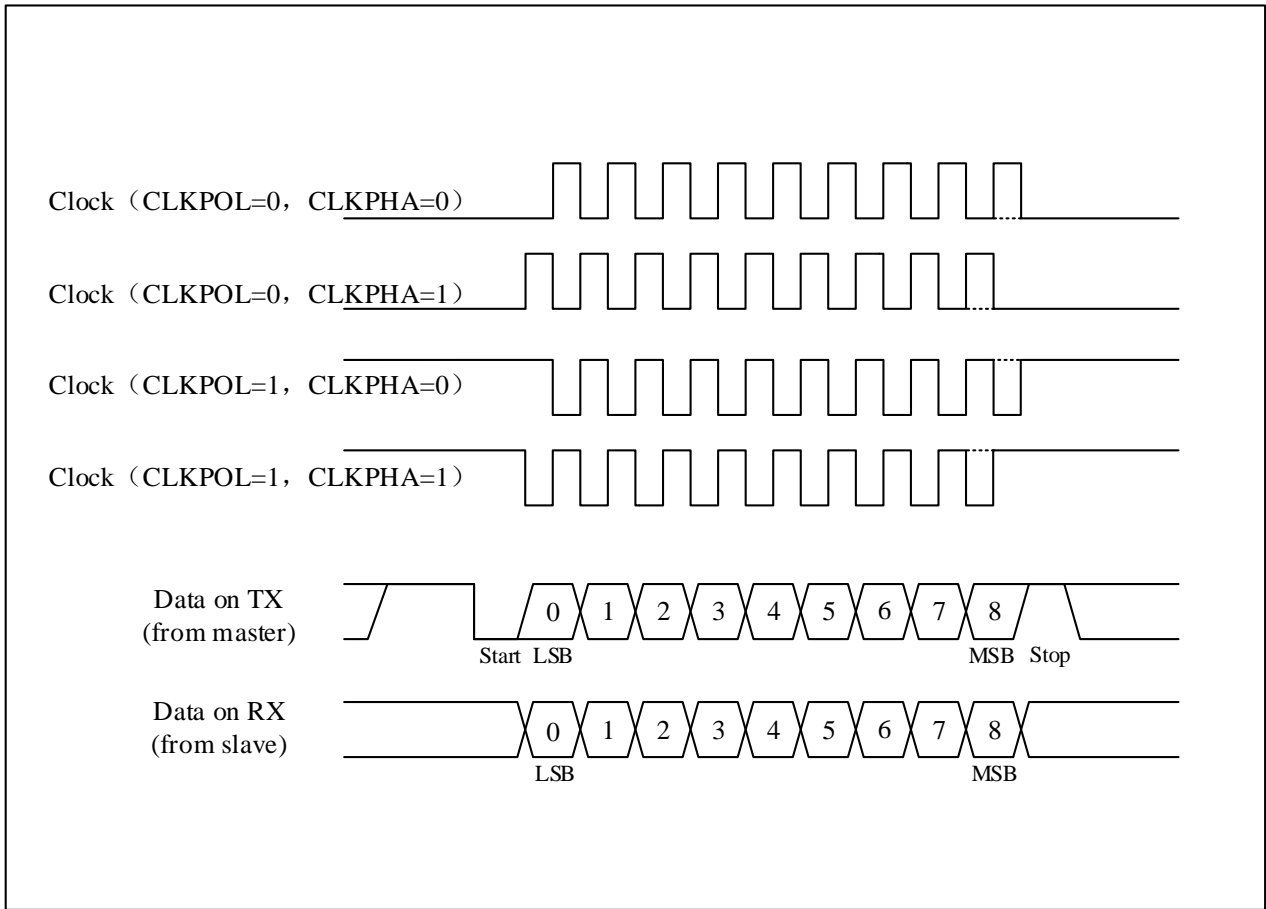 Clock（CLKPOL=0，CLKPHA=0）
Clock（CLKPOL=0，CLKPHA=1）
Clock（CLKPOL=1，CLKPHA=0）
Clock（CLKPOL=1，CLKPHA=1）
Data on TX
(from master)
0 1 2 3 4 5 6 7 8
Start LSB MSB Stop
Data on RX
(from slave)
0 1 2 3 4 5 6 7 8
LSB MSB